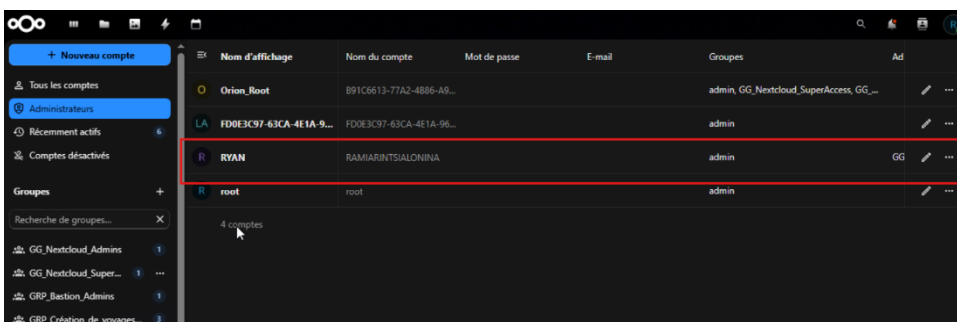 R
+ Nouveau compte
Nom d'affichage Nom du compte Mot de passe E-mail Groupes Ad
Tous les comptes
O Orion_Root B91C6613-77A2-4886-A9... admin, GG_Nextcloud_SuperAccess, GG_... ...
Administrateurs
LA FD0E3C97-63CA-4E1A-9... FD0E3C97-63CA-4E1A-96... admin ...
Récemment actifs 6
Comptes désactivés
R RYAN RAMIARINTSIALONINA admin GG ...
Groupes +
R root root admin ...
Recherche de groupes... X
4 comptes
GG_Nextcloud_Admins 1
GG_Nextcloud_Super... 1 ...
GRP_Bastion_Admins 1
GRP_Création_de_voyages... 3